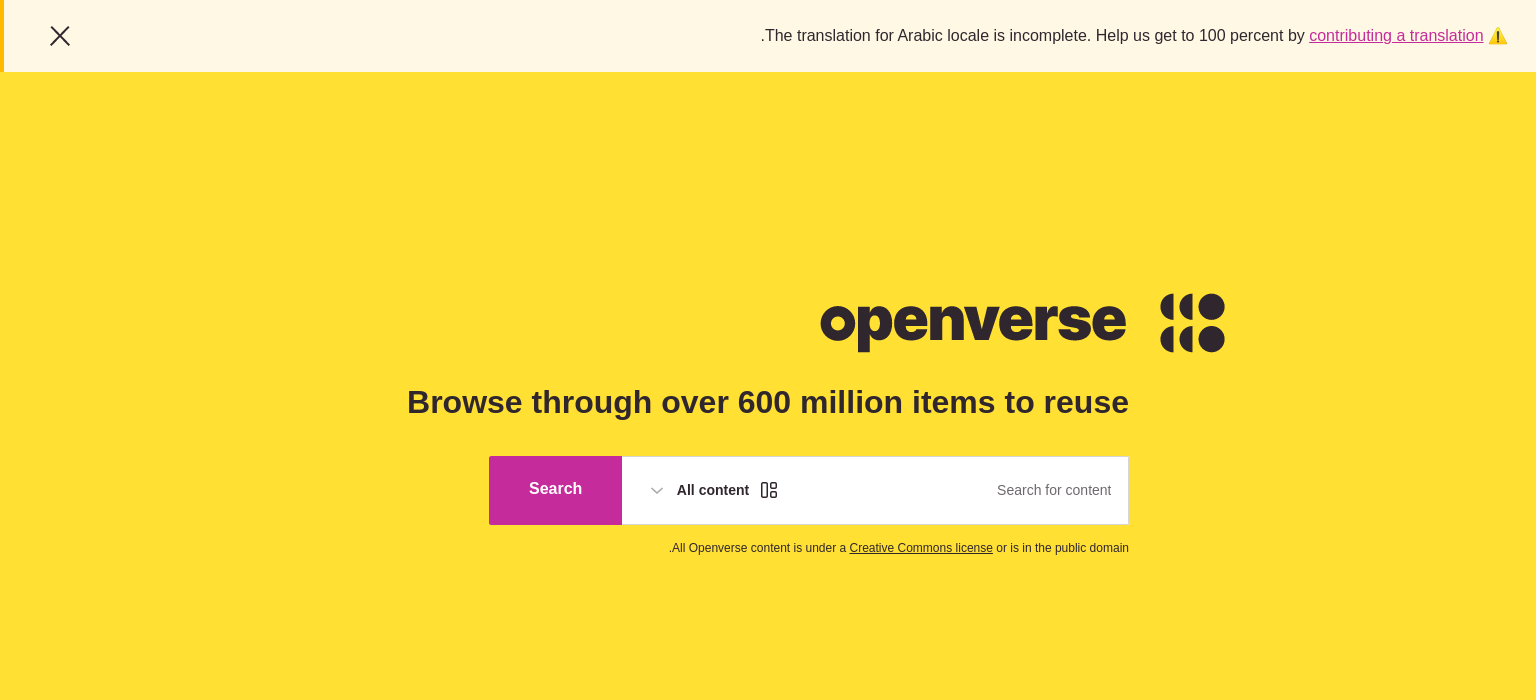 .The translation for Arabic locale is incomplete. Help us get to 100 percent by contributing a translation ⚠️
openverse
Browse through over 600 million items to reuse
Search for content
All content
Search
.All Openverse content is under a Creative Commons license or is in the public domain